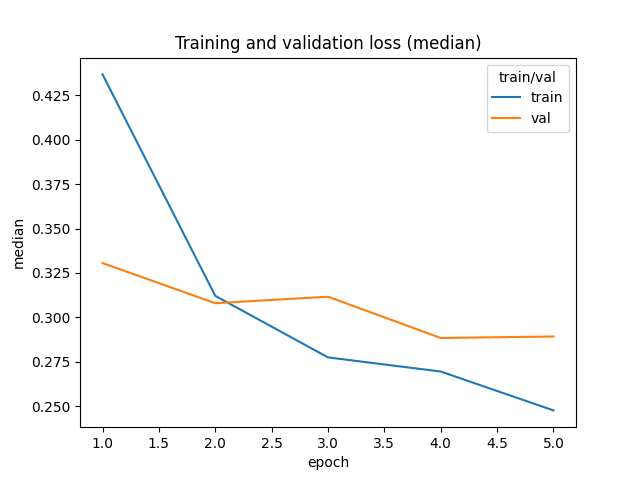 Training and validation loss (median)
train/val
train
val
0.425
0.400
0.375
0.350
0.325
0.300
0.275
0.250
median
1.0 1.5 2.0 2.5 3.0 3.5 4.0 4.5 5.0
epoch